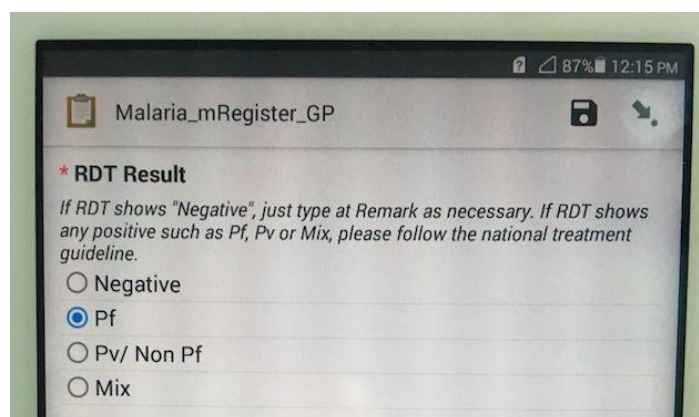 87% 12:15 PM
Malaria_mRegister_GP
* RDT Result
If RDT shows "Negative", just type at Remark as necessary. If RDT shows
any positive such as Pf, Pv or Mix, please follow the national treatment
guideline.
Negative
Pf
Pv/ Non Pf
Mix